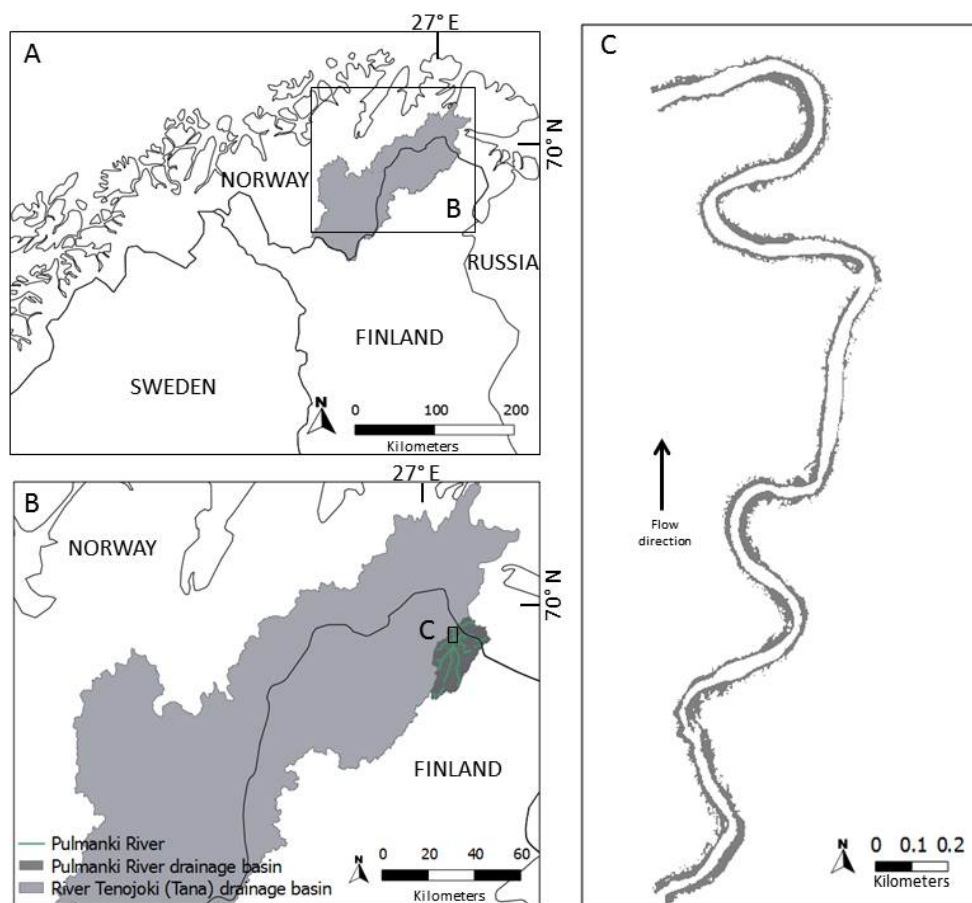 A
27° E
70° N
NORWAY
B
RUSSIA
FINLAND
SWEDEN
N
0 100 200
Kilometers
B
27° E
NORWAY
70° N
C
FINLAND
Pulmanki River
Pulmanki River drainage basin
River Tenojoki (Tana) drainage basin
N
0 20 40 60
Kilometers
C
Flow
direction
N
0 0.1 0.2
Kilometers